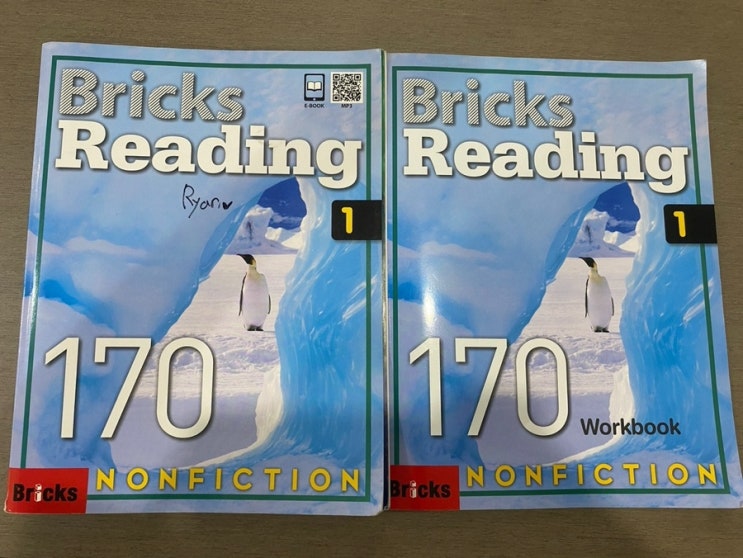 Bricks
Reading
E-BOOK MP3
Ryan
1
170
NONFICTION
Bricks
Bricks
Reading
1
170
Workbook
NONFICTION
Bricks